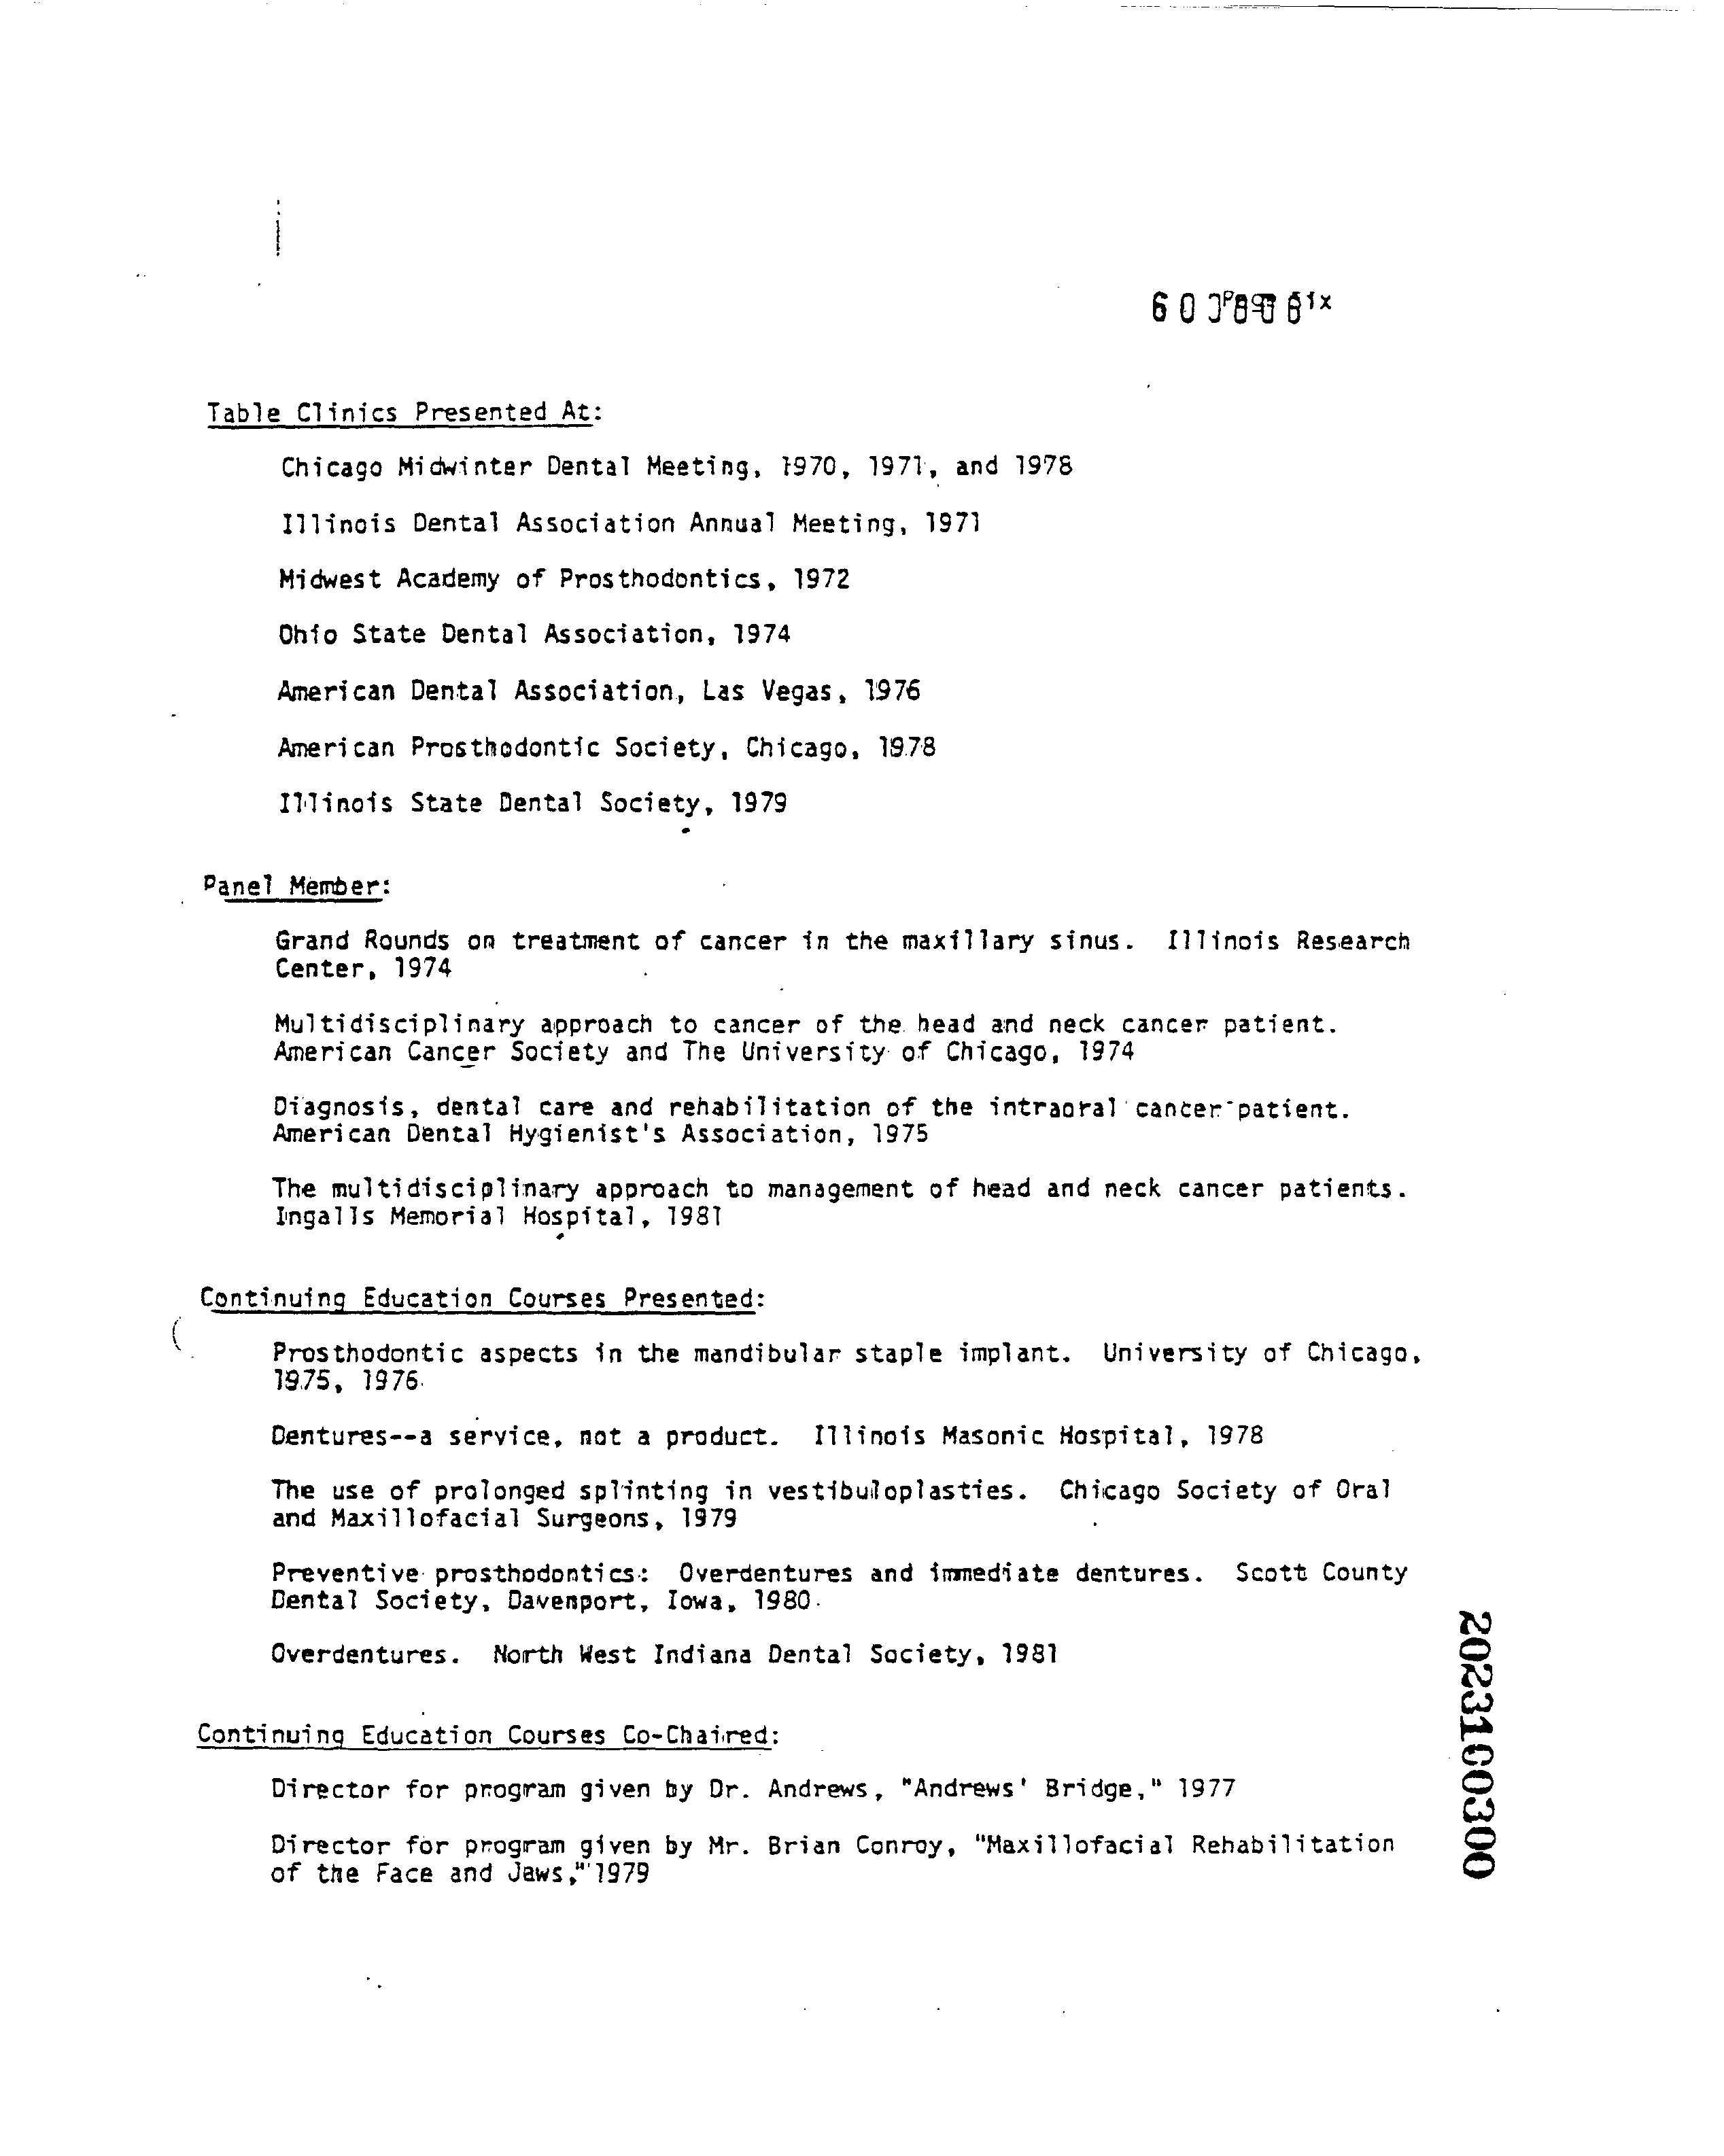 Table Clinics Presented At:
Chicago Midwinter Dental Meeting, 1970, 1971, and 1978
Illinois Dental Association Annual Meeting, 1971
Midwest Academy of Prosthodontics, 1972
Ohio State Dental Association, 1974
American Dental Association, Las Vegas, 1976
American Prosthodontic Society, Chicago, 1978
Illinois State Dental Society, 1979
Panel Member:
Grand Rounds on treatment of cancer in the maxillary sinus. Illinois Research
Center, 1974
Multidisciplinary approach to cancer of the head and neck cancer patient.
American Cancer Society and The University of Chicago, 1974
Diagnosis, dental care and rehabilitation of the intraoral cancer patient.
American Dental Hygienist's Association, 1975
The multidisciplinary approach to management of head and neck cancer patients.
Ingalls Memorial Hospital, 1981
Continuing Education Courses Presented:
Prosthodontic aspects in the mandibular staple implant. University of Chicago,
1975, 1976
Dentures--a service, not a product. Illinois Masonic Hospital, 1978
The use of prolonged splinting in vestibuloplasties. Chicago Society of Oral
and Maxillofacial Surgeons, 1979
Preventive prosthodontics: Overdentures and immediate dentures. Scott County
Dental Society, Davenport, Iowa, 1980
Overdentures. North West Indiana Dental Society, 1981
Continuing Education Courses Co-Chaired:
Director for program given by Dr. Andrews, "Andrews' Bridge," 1977
Director for program given by Mr. Brian Conroy, "Maxillofacial Rehabilitation
of the Face and Jaws," 1979
2023100300